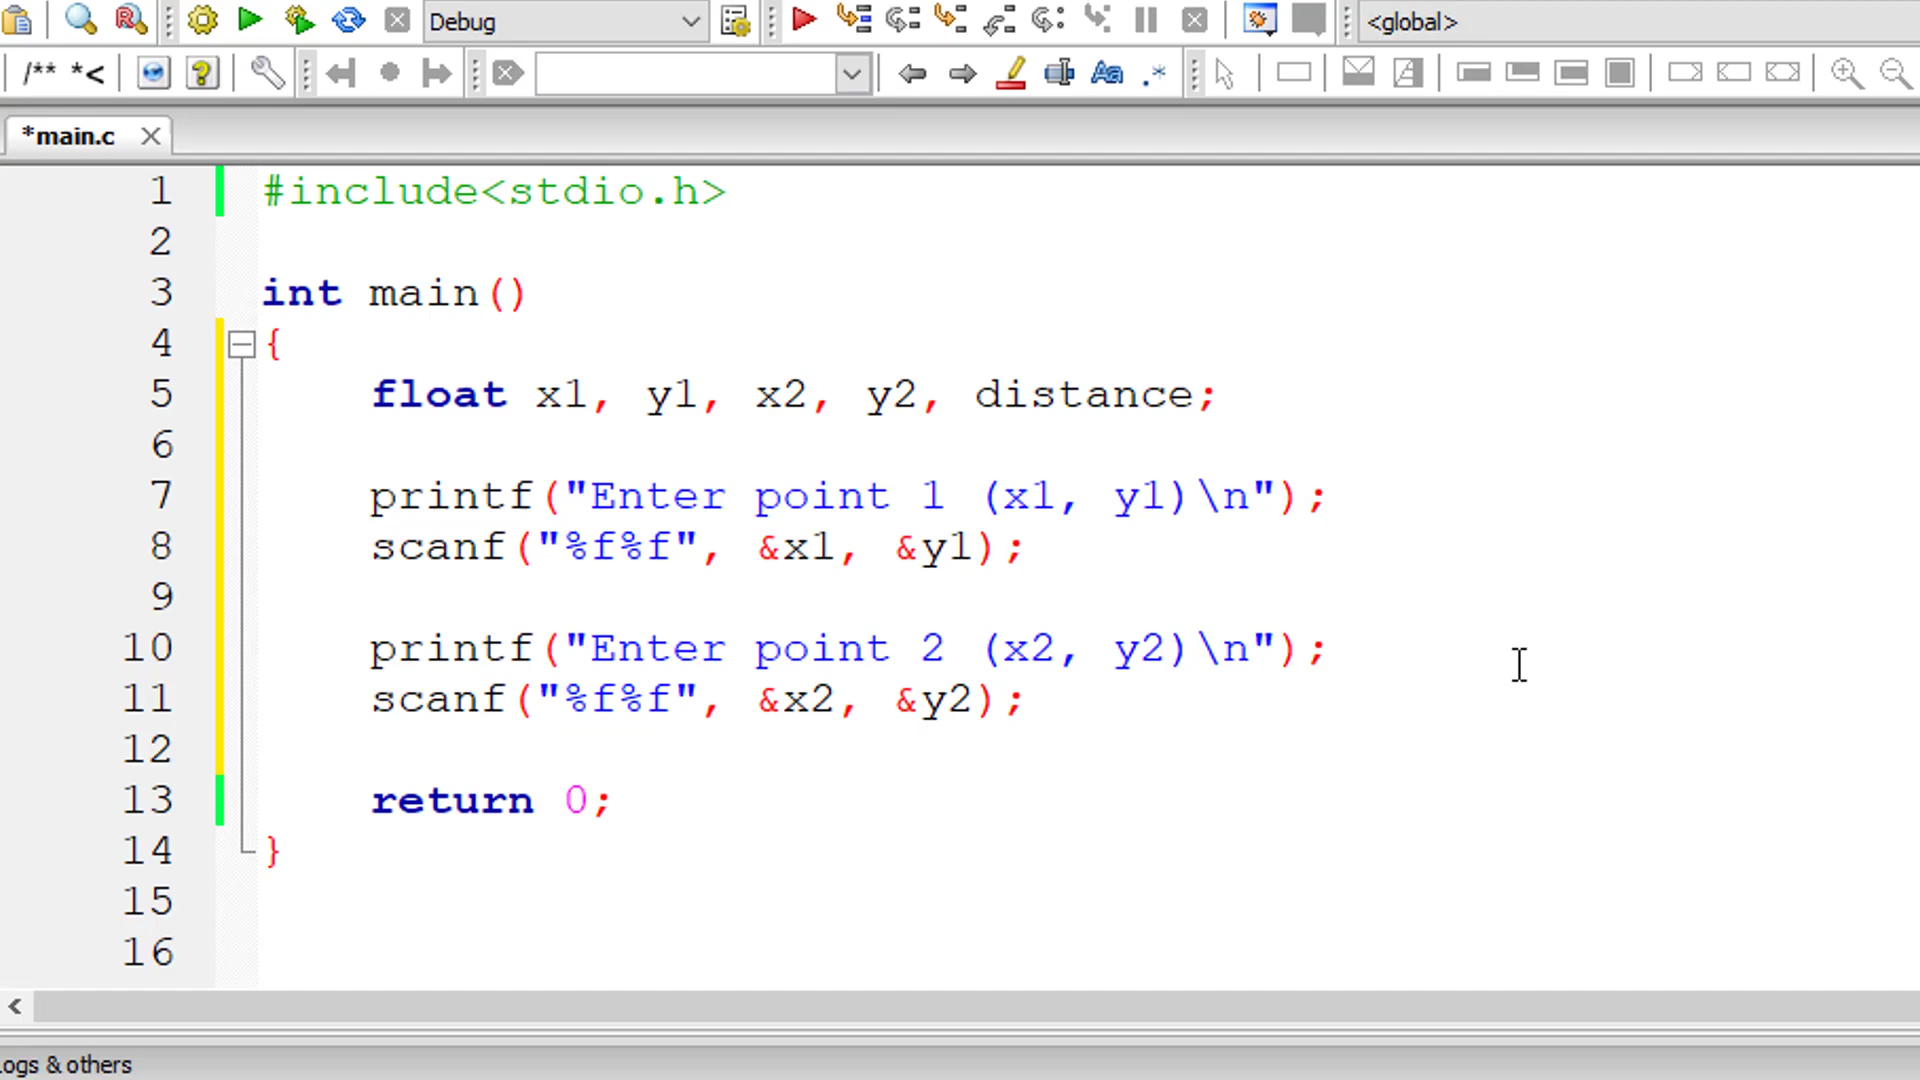 Debug
<global>
/** *<
*main.c
1 #include<stdio.h>
2
3 int main()
4 {
5 float x1, y1, x2, y2, distance;
6
7 printf("Enter point 1 (x1, y1)\n");
8 scanf("%f%f", &x1, &y1);
9
10 printf("Enter point 2 (x2, y2)\n");
11 scanf("%f%f", &x2, &y2);
12
13 return 0;
14 }
15
16
Logs & others